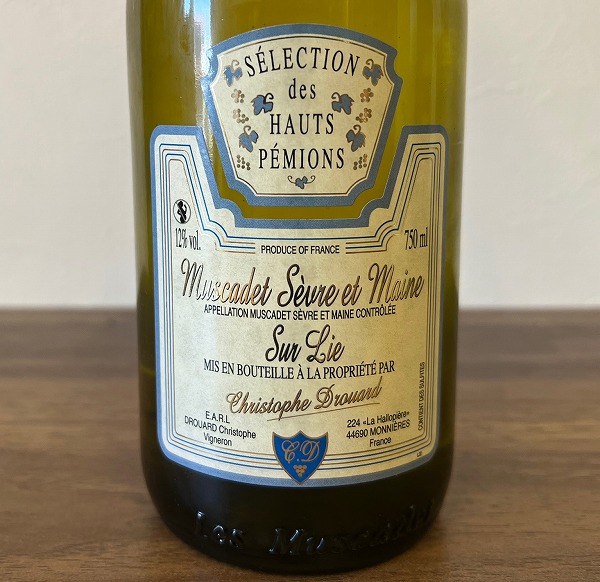 SÉLECTION
des
HAUTS
PÉMIONS
12% vol.
750 ml
PRODUCE OF FRANCE
Muscadet Sèvre et Maine
APPELLATION MUSCADET SÈVRE ET MAINE CONTRÔLÉE
Sur Lie
MIS EN BOUTEILLE À LA PROPRIÉTÉ PAR
Christophe Drouard
E.A.R.L
DROUARD Christophe
Vigneron
224 «La Hallopière»
44690 MONNIÈRES
France
CONTIENT DES SULFITES
C.D
Les Muscadet